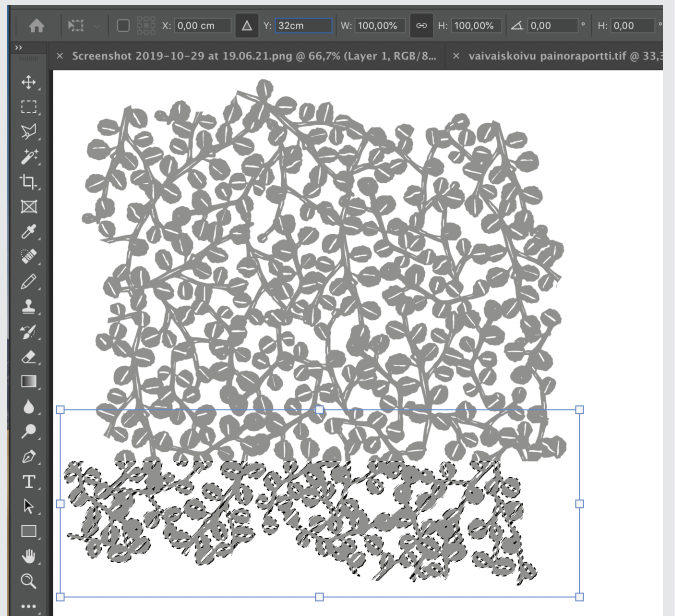 X: 0,00 cm Y: 32cm W: 100,00% H: 100,00% 0,00 ° H: 0,00 °
× Screenshot 2019-10-29 at 19.06.21.png @ 66,7% (Layer 1, RGB/8... × vaivaiskoivu painoraportti.tif @ 33,3